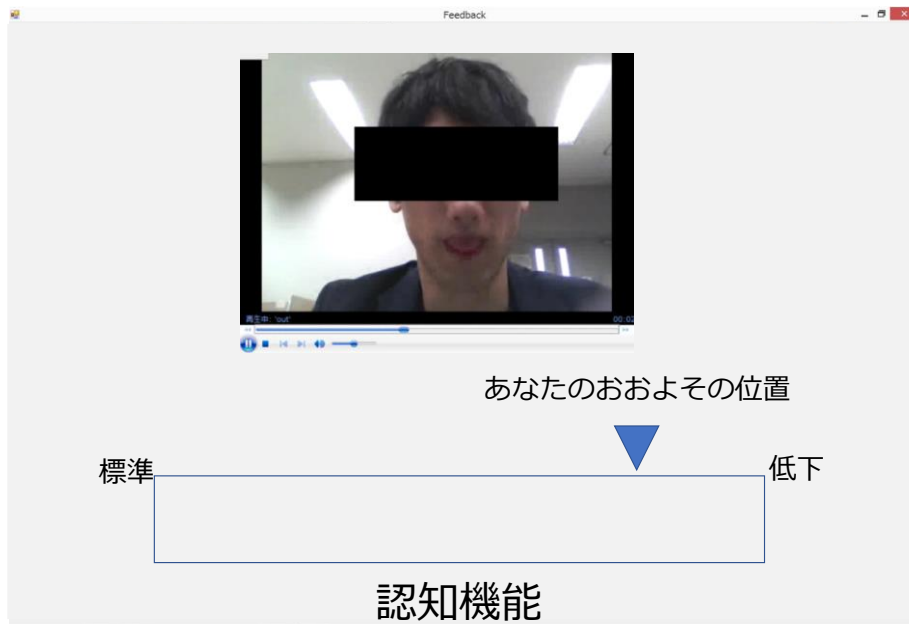 Feedback
再生中: 'out'
00:02
あなたのおおよその位置
標準
低下
認知機能